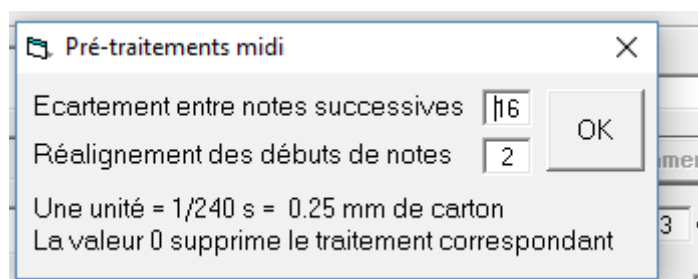 Pré-traitements midi
Ecartement entre notes successives 16
OK
Réalignement des débuts de notes 2
Une unité = 1/240 s = 0.25 mm de carton
La valeur 0 supprime le traitement correspondant
3